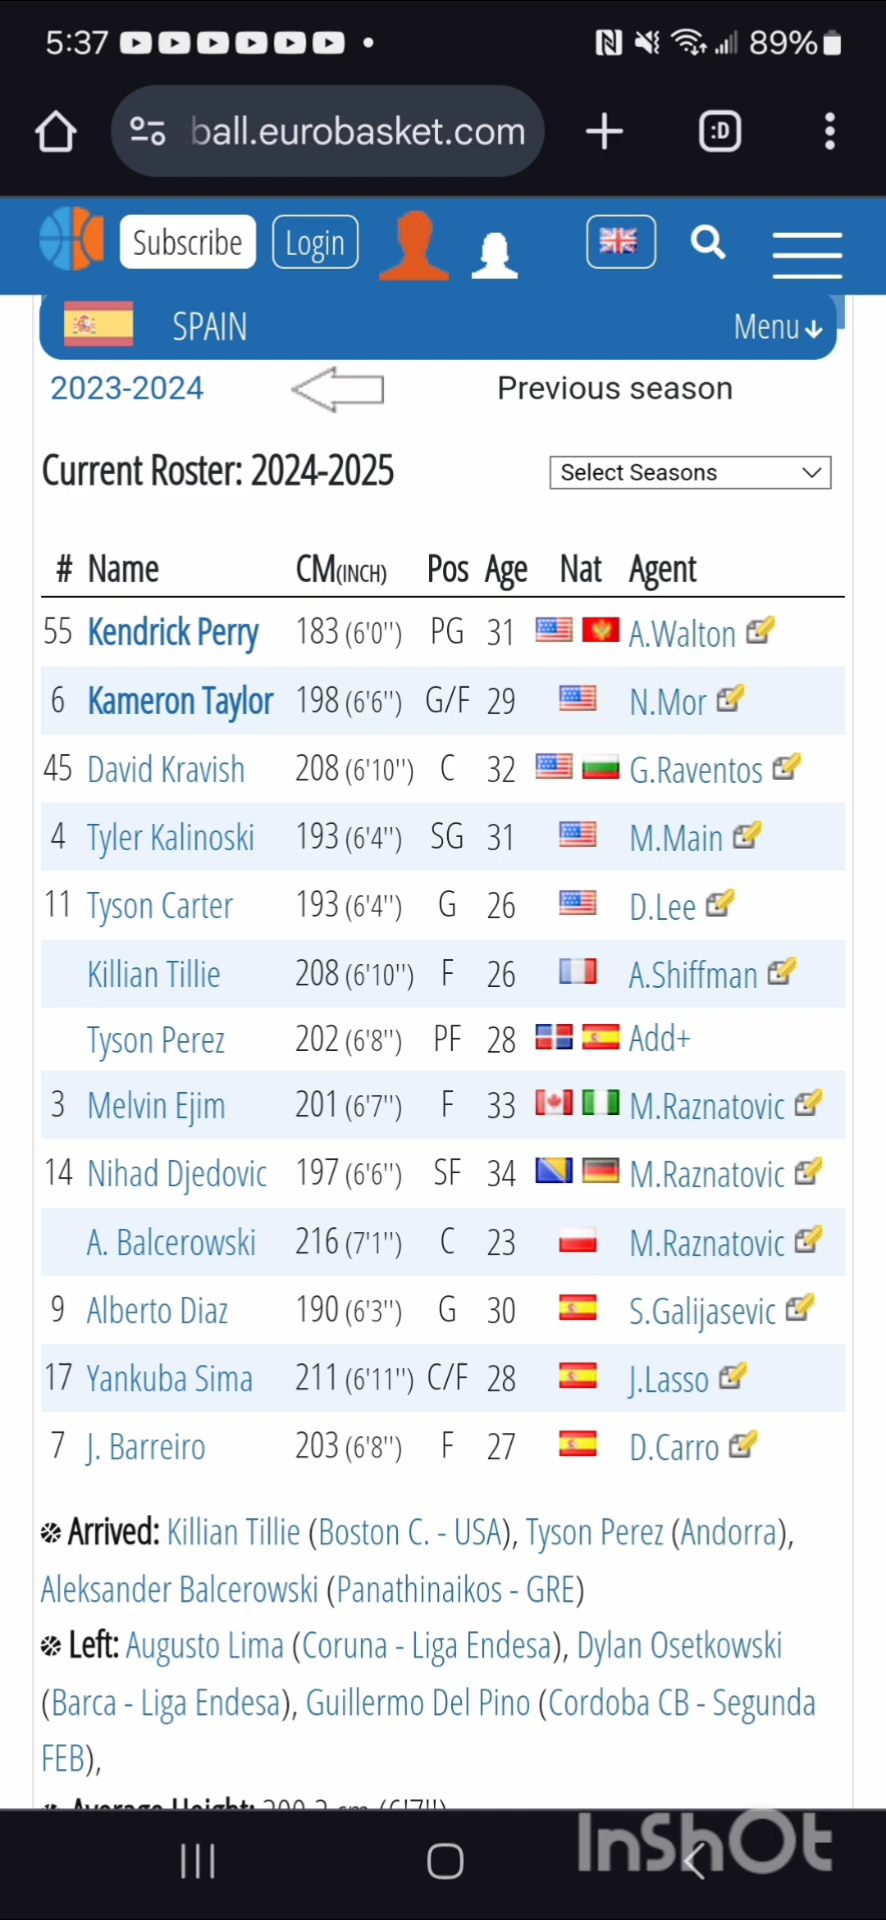 5:37 89%
ball.eurobasket.com :D
Subscribe Login
SPAIN Menu
2023-2024 Previous season
Current Roster: 2024-2025 Select Seasons
# Name CM(INCH) Pos Age Nat Agent
55 Kendrick Perry 183 (6'0'') PG 31 A.Walton
6 Kameron Taylor 198 (6'6'') G/F 29 N.Mor
45 David Kravish 208 (6'10'') C 32 G.Raventos
4 Tyler Kalinoski 193 (6'4'') SG 31 M.Main
11 Tyson Carter 193 (6'4'') G 26 D.Lee
Killian Tillie 208 (6'10'') F 26 A.Shiffman
Tyson Perez 202 (6'8'') PF 28 Add+
3 Melvin Ejim 201 (6'7'') F 33 M.Raznatovic
14 Nihad Djedovic 197 (6'6'') SF 34 M.Raznatovic
A. Balcerowski 216 (7'1'') C 23 M.Raznatovic
9 Alberto Diaz 190 (6'3'') G 30 S.Galijasevic
17 Yankuba Sima 211 (6'11'') C/F 28 J.Lasso
7 J. Barreiro 203 (6'8'') F 27 D.Carro
Arrived: Killian Tillie (Boston C. - USA), Tyson Perez (Andorra),
Aleksander Balcerowski (Panathinaikos - GRE)
Left: Augusto Lima (Coruna - Liga Endesa), Dylan Osetkowski
(Barca - Liga Endesa), Guillermo Del Pino (Cordoba CB - Segunda
FEB),
Average Height:
InShOt